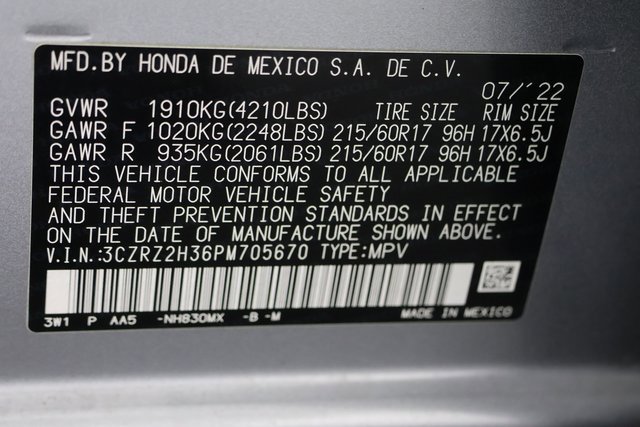 MFD.BY HONDA DE MEXICO S.A. DE C.V.
07/'22
GVWR 1910KG(4210LBS) TIRE SIZE RIM SIZE
GAWR F 1020KG(2248LBS) 215/60R17 96H 17X6.5J
GAWR R 935KG(2061LBS) 215/60R17 96H 17X6.5J
THIS VEHICLE CONFORMS TO ALL APPLICABLE
FEDERAL MOTOR VEHICLE SAFETY
AND THEFT PREVENTION STANDARDS IN EFFECT
ON THE DATE OF MANUFACTURE SHOWN ABOVE.
V.I.N.:3CZRZ2H36PM705670 TYPE:MPV
3W1 P AA5 -NH830MX -B -M MADE IN MEXICO